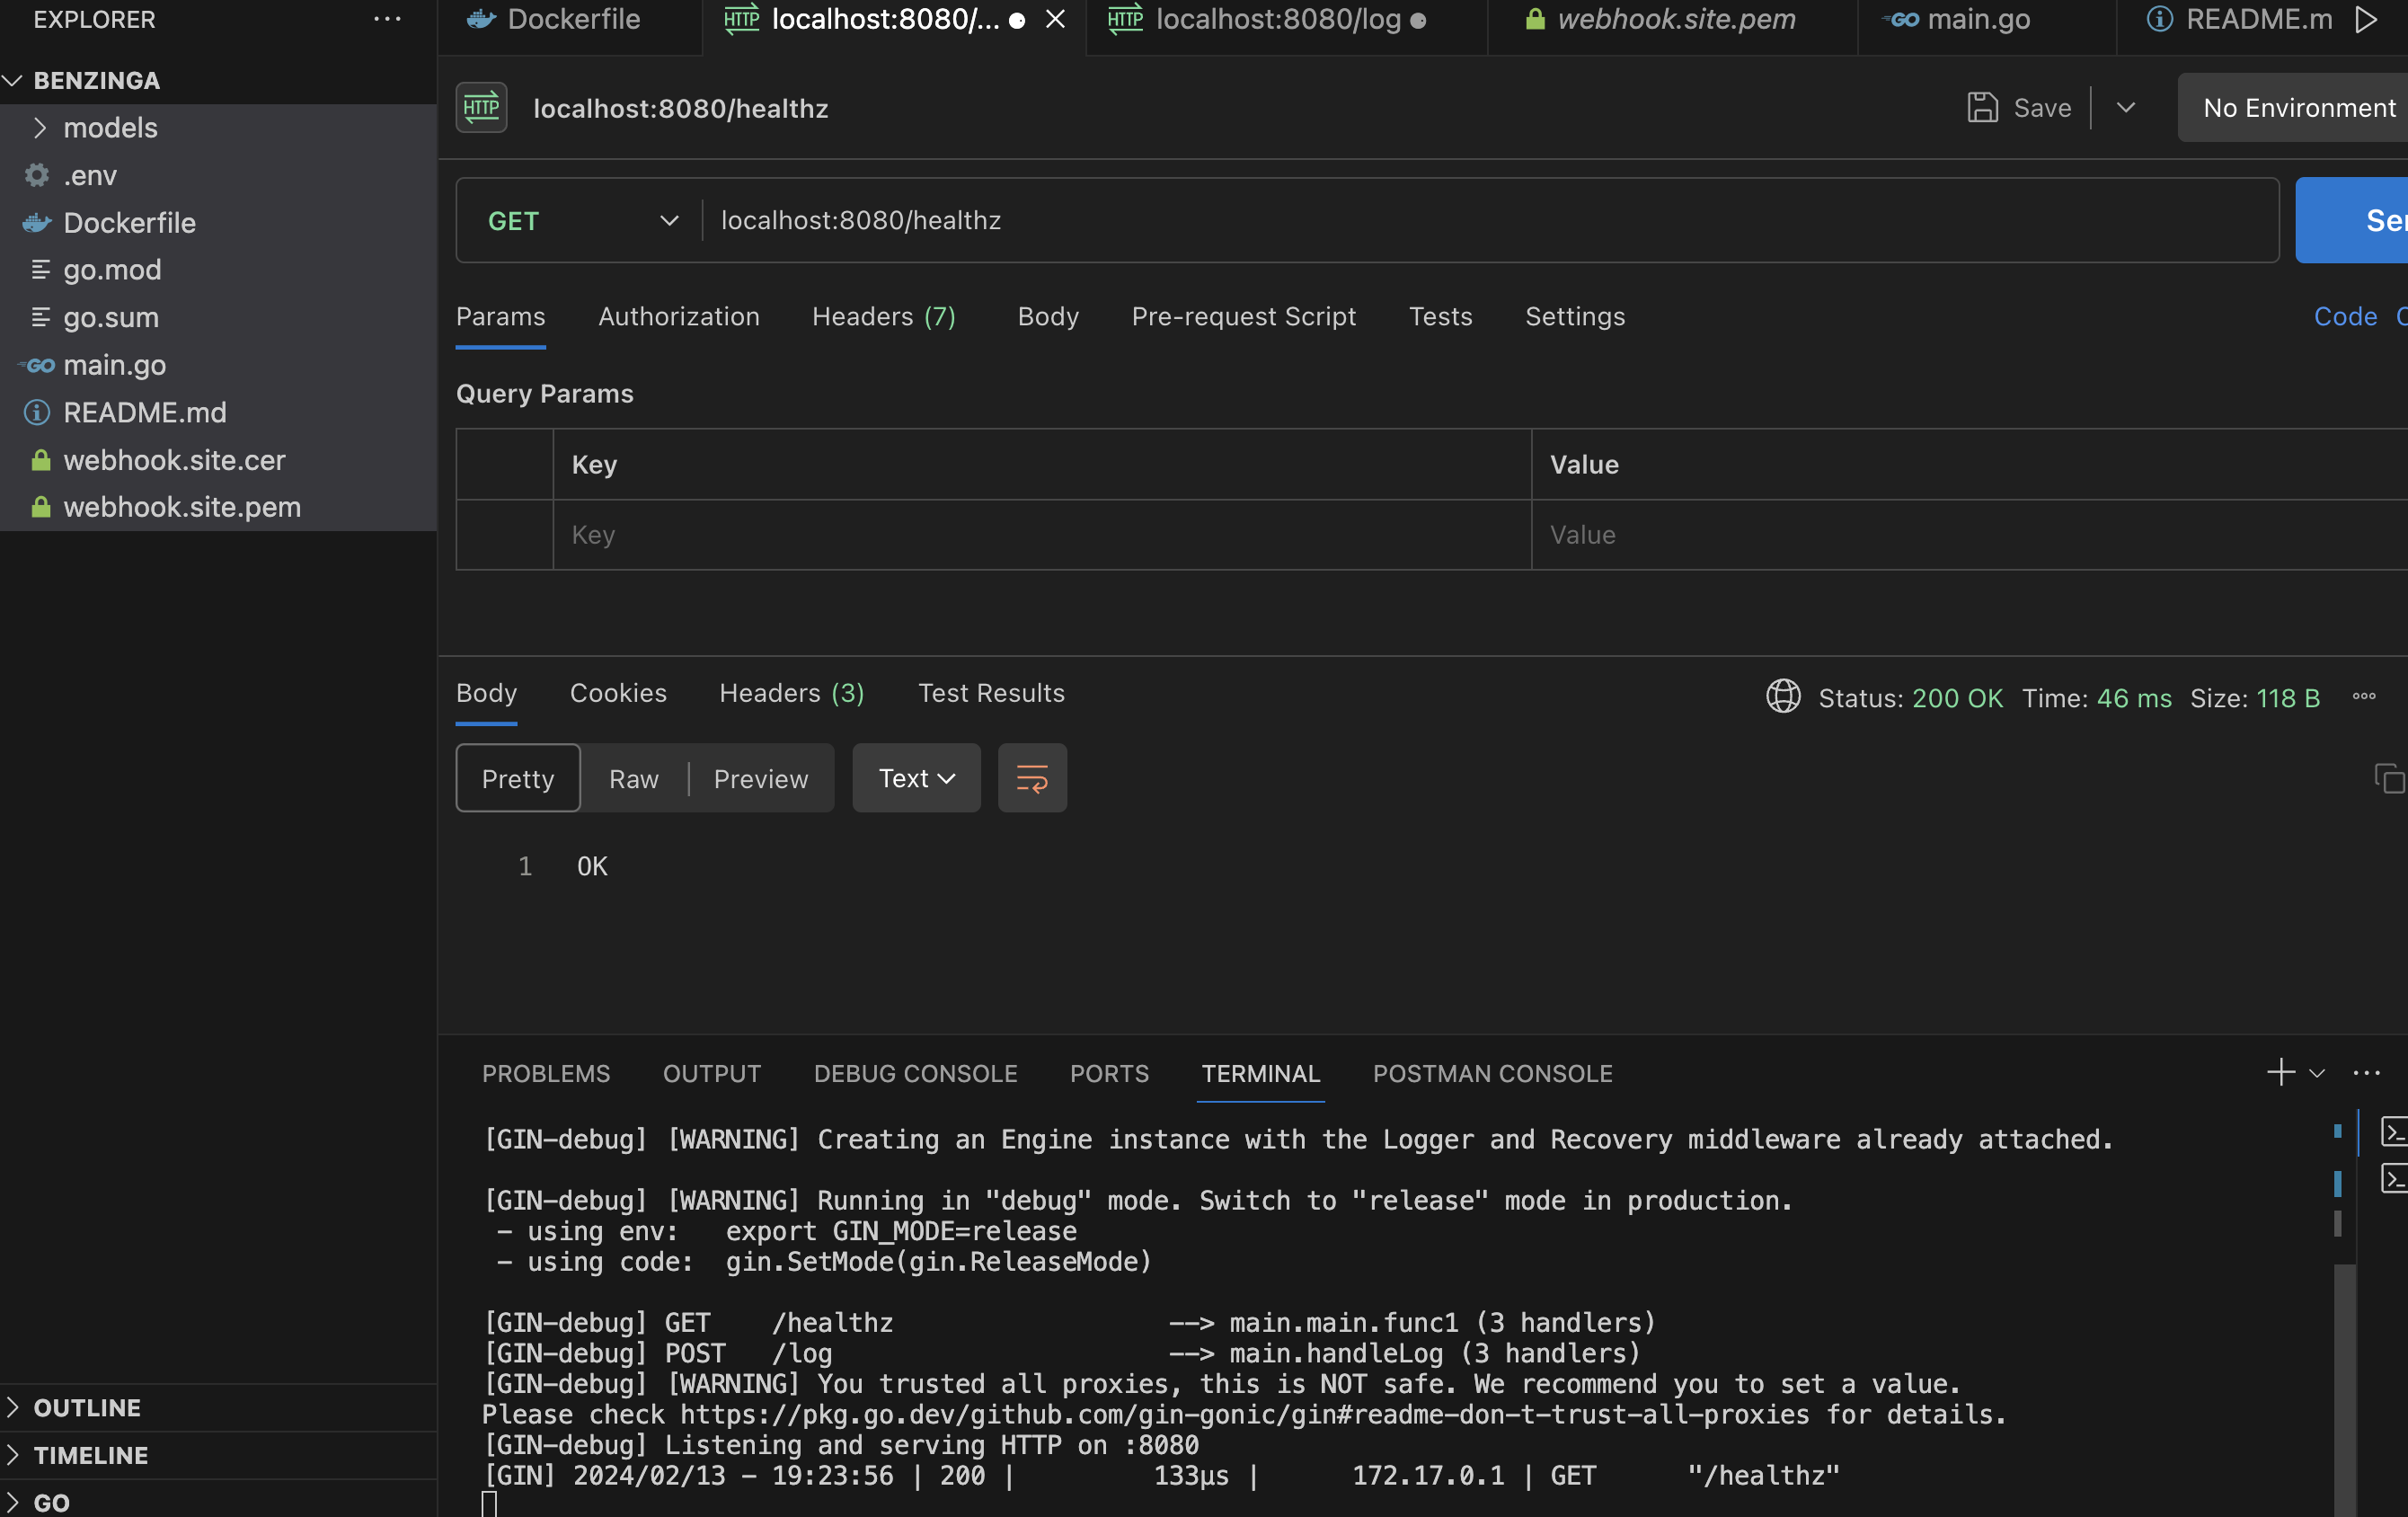 EXPLORER
BENZINGA
models
.env
Dockerfile
go.mod
go.sum
main.go
README.md
webhook.site.cer
webhook.site.pem
OUTLINE
TIMELINE
GO
Dockerfile
HTTP localhost:8080/...
HTTP localhost:8080/log
webhook.site.pem
GO main.go
README.m
HTTP localhost:8080/healthz
Save
No Environment
GET localhost:8080/healthz
Params Authorization Headers (7) Body Pre-request Script Tests Settings
Code
Query Params
Key Value
Key Value
Body Cookies Headers (3) Test Results
Status: 200 OK Time: 46 ms Size: 118 B
Pretty Raw Preview Text
1 OK
PROBLEMS OUTPUT DEBUG CONSOLE PORTS TERMINAL POSTMAN CONSOLE
[GIN-debug] [WARNING] Creating an Engine instance with the Logger and Recovery middleware already attached.
[GIN-debug] [WARNING] Running in "debug" mode. Switch to "release" mode in production.
- using env: export GIN_MODE=release
- using code: gin.SetMode(gin.ReleaseMode)
[GIN-debug] GET /healthz --> main.main.func1 (3 handlers)
[GIN-debug] POST /log --> main.handleLog (3 handlers)
[GIN-debug] [WARNING] You trusted all proxies, this is NOT safe. We recommend you to set a value.
Please check https://pkg.go.dev/github.com/gin-gonic/gin#readme-don-t-trust-all-proxies for details.
[GIN-debug] Listening and serving HTTP on :8080
[GIN] 2024/02/13 - 19:23:56 | 200 | 133µs | 172.17.0.1 | GET "/healthz"